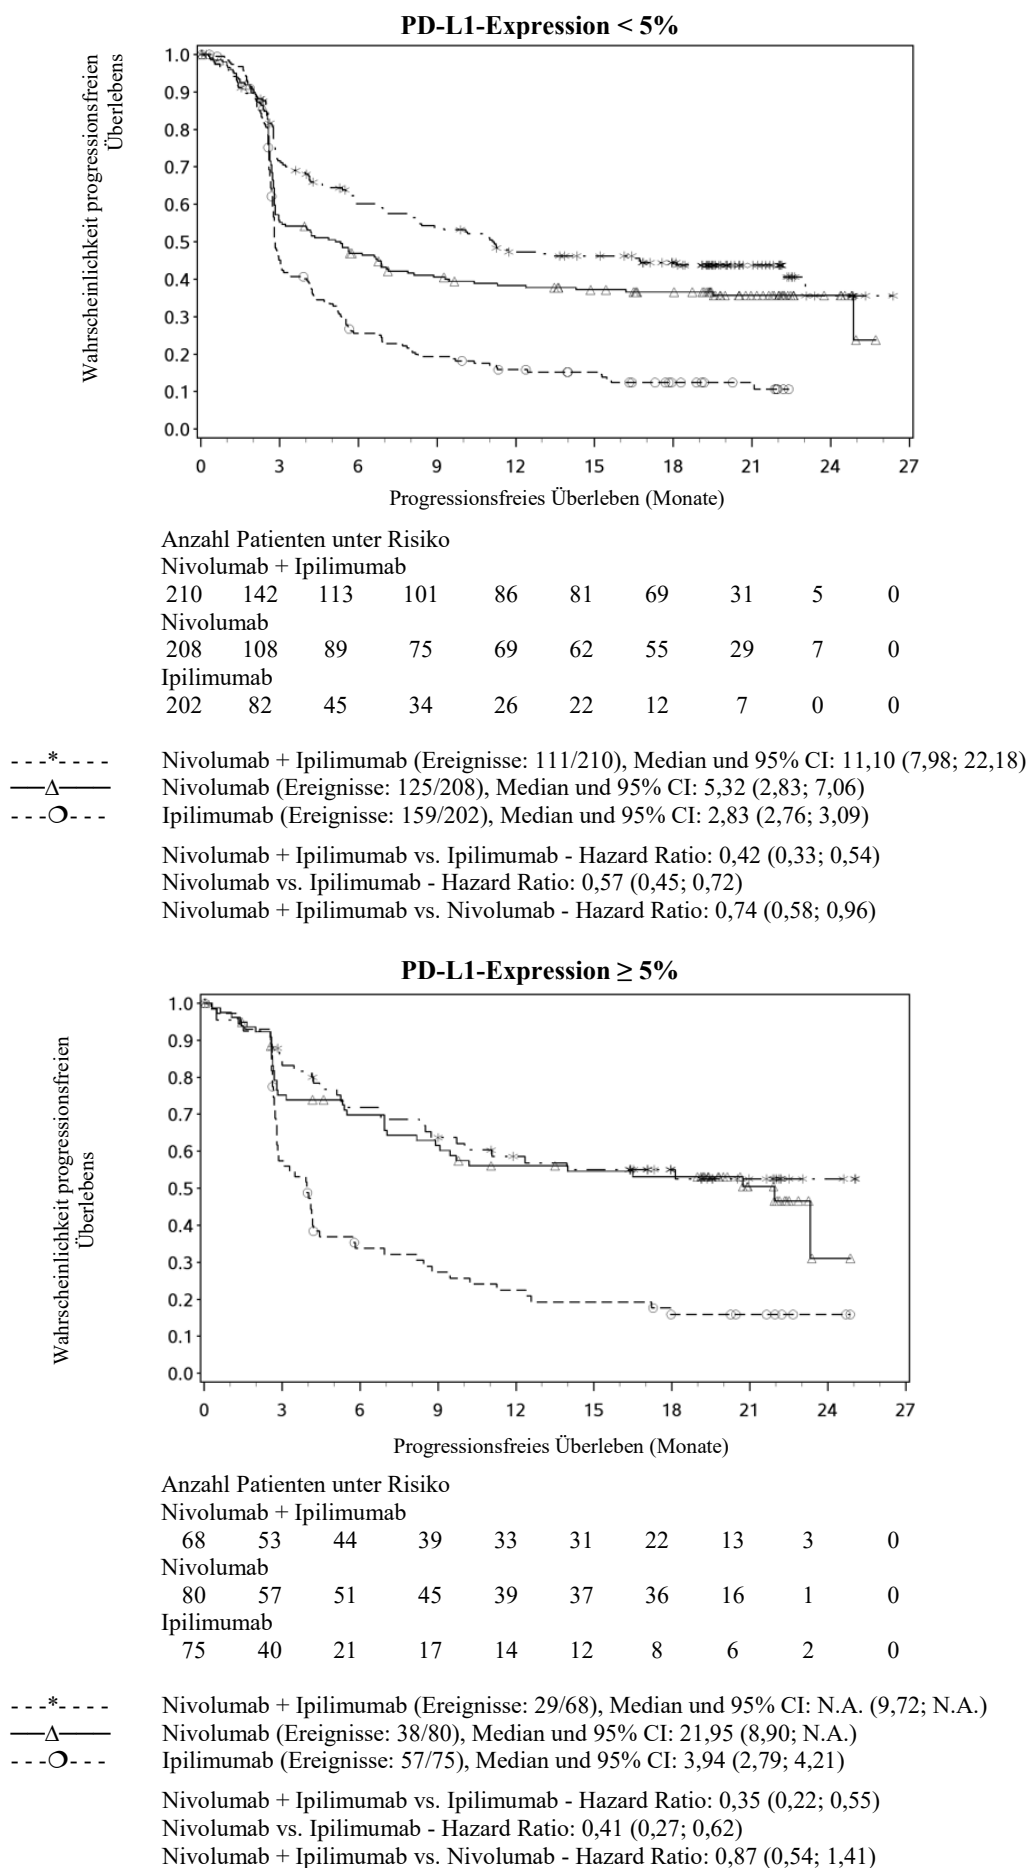 PD-L1-Expression < 5%
Wahrscheinlichkeit progressionsfreien
Überlebens
1.0
0.9
0.8
0.7
0.6
0.5
0.4
0.3
0.2
0.1
0.0
0 3 6 9 12 15 18 21 24 27
Progressionsfreies Überleben (Monate)
Anzahl Patienten unter Risiko
Nivolumab + Ipilimumab
210 142 113 101 86 81 69 31 5 0
Nivolumab
208 108 89 75 69 62 55 29 7 0
Ipilimumab
202 82 45 34 26 22 12 7 0 0
- - -*- - - - Nivolumab + Ipilimumab (Ereignisse: 111/210), Median und 95% CI: 11,10 (7,98; 22,18)
──Δ─── Nivolumab (Ereignisse: 125/208), Median und 95% CI: 5,32 (2,83; 7,06)
- - -❍- - - Ipilimumab (Ereignisse: 159/202), Median und 95% CI: 2,83 (2,76; 3,09)
Nivolumab + Ipilimumab vs. Ipilimumab - Hazard Ratio: 0,42 (0,33; 0,54)
Nivolumab vs. Ipilimumab - Hazard Ratio: 0,57 (0,45; 0,72)
Nivolumab + Ipilimumab vs. Nivolumab - Hazard Ratio: 0,74 (0,58; 0,96)
PD-L1-Expression ≥ 5%
Wahrscheinlichkeit progressionsfreien
Überlebens
1.0
0.9
0.8
0.7
0.6
0.5
0.4
0.3
0.2
0.1
0.0
0 3 6 9 12 15 18 21 24 27
Progressionsfreies Überleben (Monate)
Anzahl Patienten unter Risiko
Nivolumab + Ipilimumab
68 53 44 39 33 31 22 13 3 0
Nivolumab
80 57 51 45 39 37 36 16 1 0
Ipilimumab
75 40 21 17 14 12 8 6 2 0
- - -*- - - - Nivolumab + Ipilimumab (Ereignisse: 29/68), Median und 95% CI: N.A. (9,72; N.A.)
──Δ─── Nivolumab (Ereignisse: 38/80), Median und 95% CI: 21,95 (8,90; N.A.)
- - -❍- - - Ipilimumab (Ereignisse: 57/75), Median und 95% CI: 3,94 (2,79; 4,21)
Nivolumab + Ipilimumab vs. Ipilimumab - Hazard Ratio: 0,35 (0,22; 0,55)
Nivolumab vs. Ipilimumab - Hazard Ratio: 0,41 (0,27; 0,62)
Nivolumab + Ipilimumab vs. Nivolumab - Hazard Ratio: 0,87 (0,54; 1,41)